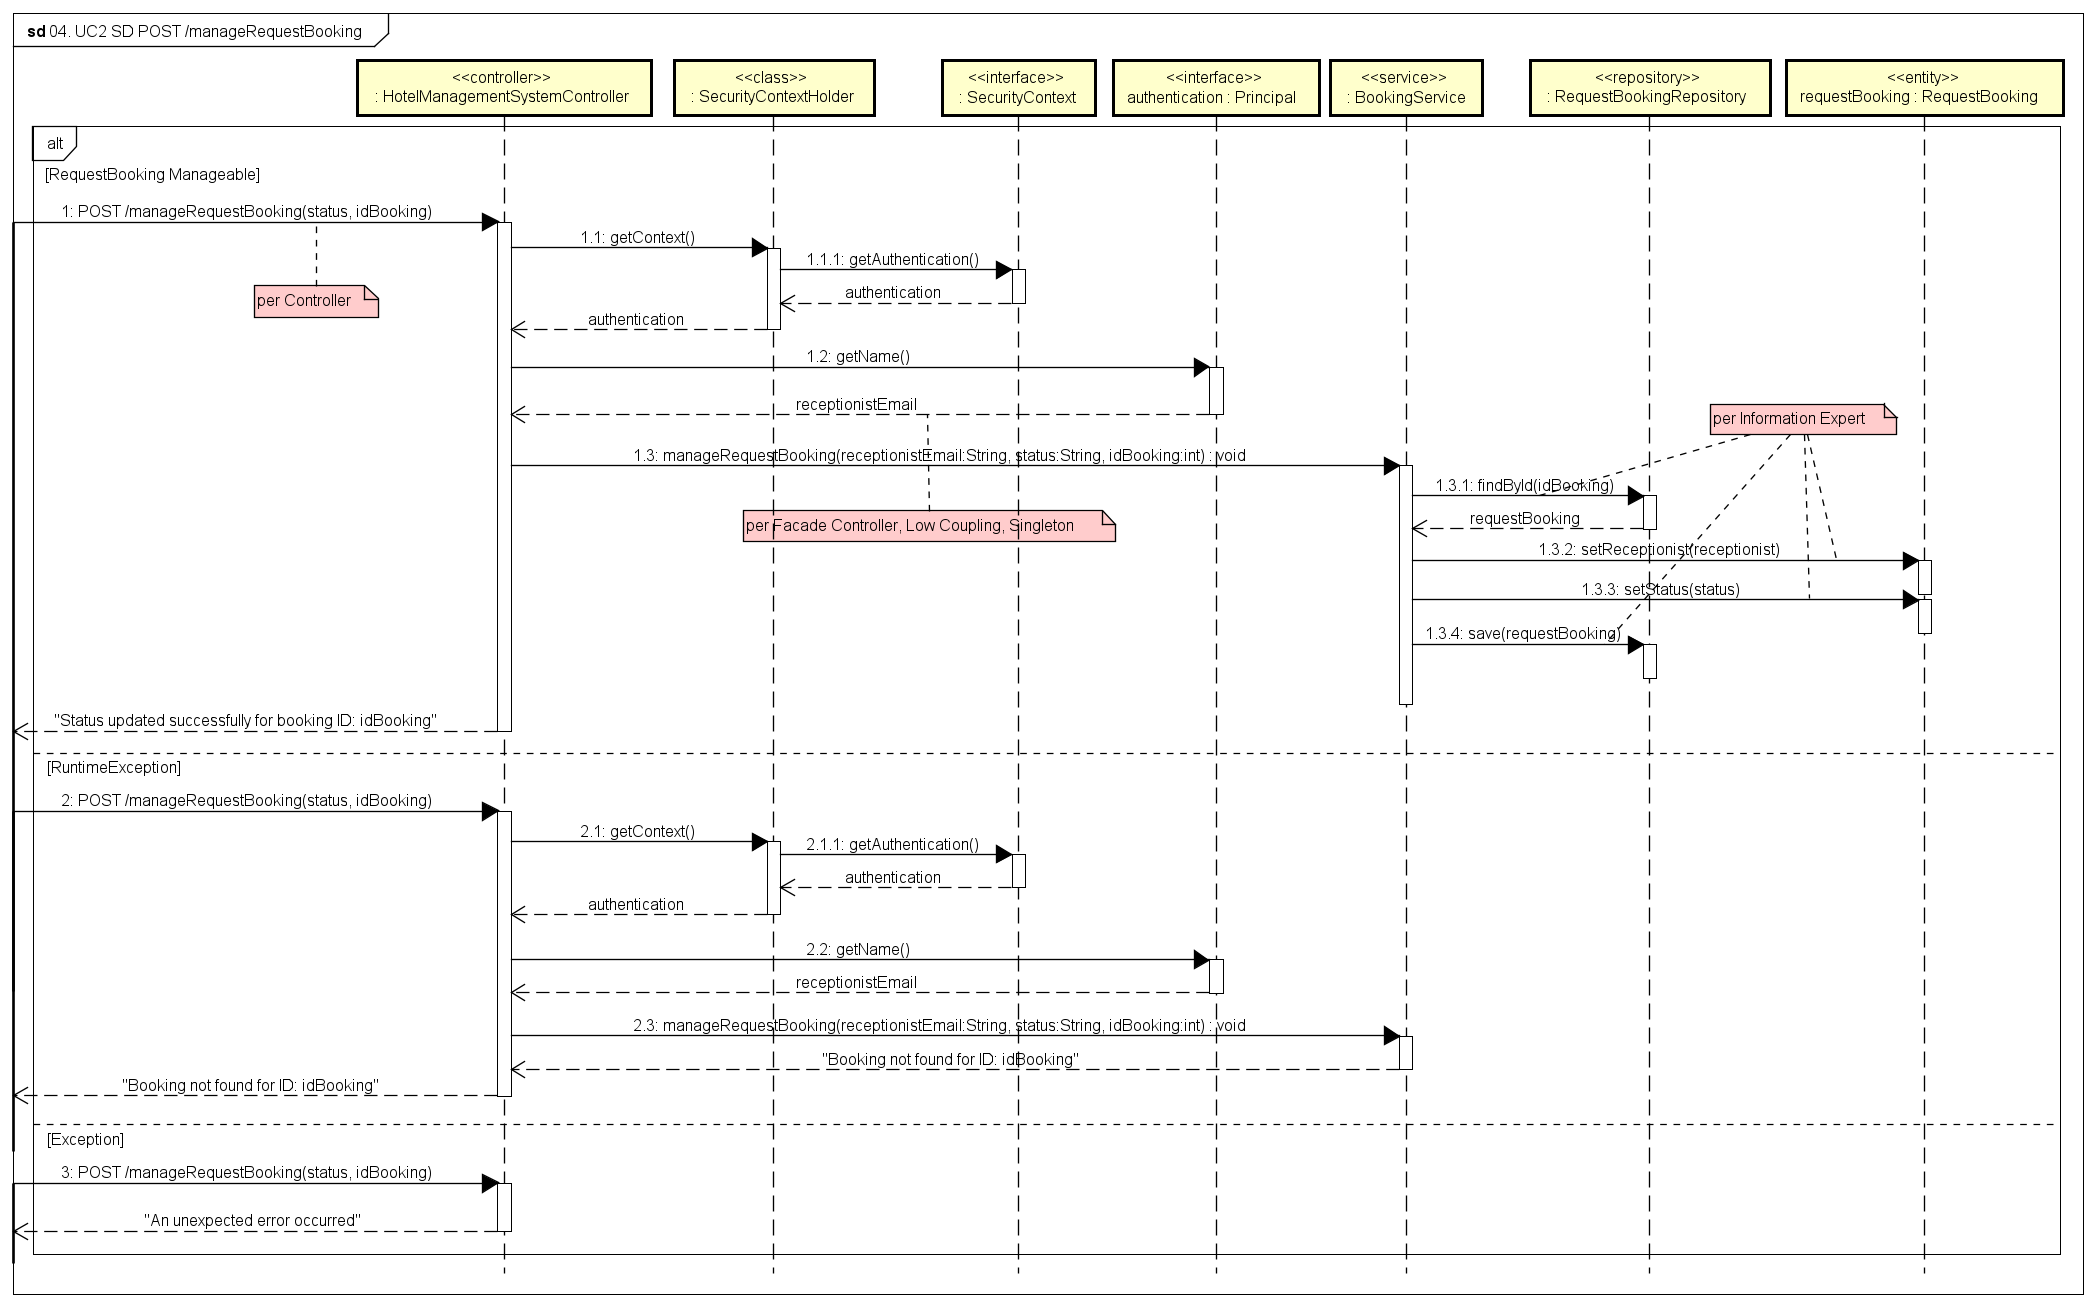 sd 04. UC2 SD POST /manageRequestBooking
<<controller>>
: HotelManagementSystemController
<<class>>
: SecurityContextHolder
<<interface>>
: SecurityContext
<<interface>>
authentication : Principal
<<service>>
: BookingService
<<repository>>
: RequestBookingRepository
<<entity>>
requestBooking : RequestBooking
alt
[RequestBooking Manageable]
1: POST /manageRequestBooking(status, idBooking)
1.1: getContext()
1.1.1: getAuthentication()
authentication
per Controller
authentication
1.2: getName()
receptionistEmail
per Information Expert
1.3: manageRequestBooking(receptionistEmail:String, status:String, idBooking:int) : void
1.3.1: findById(idBooking)
requestBooking
per Facade Controller, Low Coupling, Singleton
1.3.2: setReceptionist(receptionist)
1.3.3: setStatus(status)
1.3.4: save(requestBooking)
"Status updated successfully for booking ID: idBooking"
[RuntimeException]
2: POST /manageRequestBooking(status, idBooking)
2.1: getContext()
2.1.1: getAuthentication()
authentication
authentication
2.2: getName()
receptionistEmail
2.3: manageRequestBooking(receptionistEmail:String, status:String, idBooking:int) : void
"Booking not found for ID: idBooking"
"Booking not found for ID: idBooking"
[Exception]
3: POST /manageRequestBooking(status, idBooking)
"An unexpected error occurred"